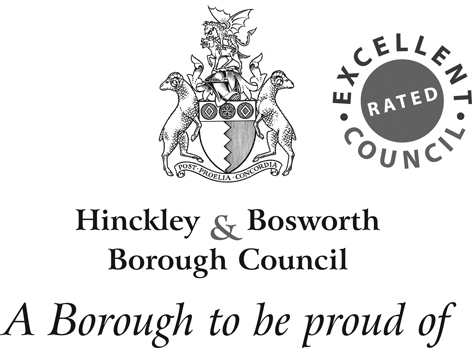 POST · PROELIA · CONCORDIA
· EXCELLENT ·
RATED
COUNCIL
Hinckley & Bosworth
Borough Council
A Borough to be proud of